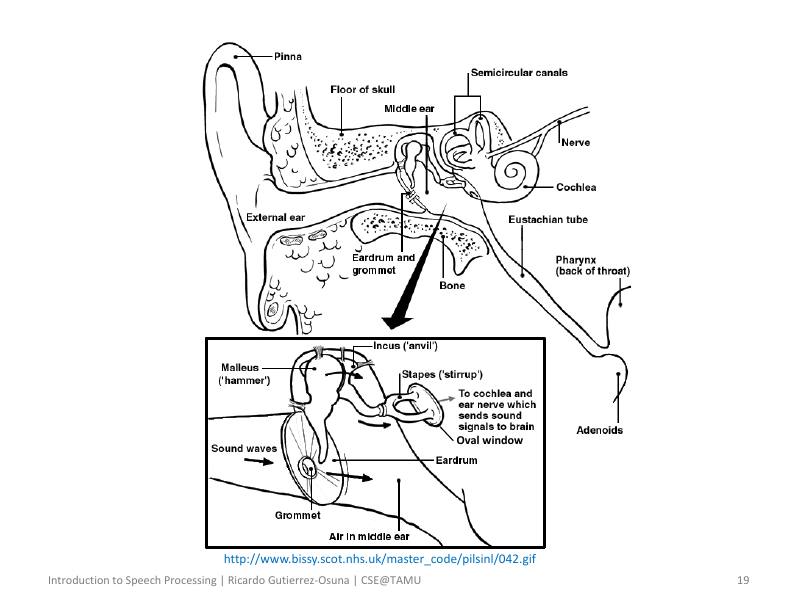 Pinna
Semicircular canals
Floor of skull
Middle ear
Nerve
Cochlea
External ear
Eustachian tube
Eardrum and
grommet
Pharynx
(back of throat)
Bone
Incus ('anvil')
Malleus
('hammer')
Stapes ('stirrup')
To cochlea and
ear nerve which
sends sound
signals to brain
Adenoids
Oval window
Sound waves
Eardrum
Grommet
Air in middle ear
http://www.bissy.scot.nhs.uk/master_code/pilsinl/042.gif
Introduction to Speech Processing | Ricardo Gutierrez-Osuna | CSE@TAMU
19